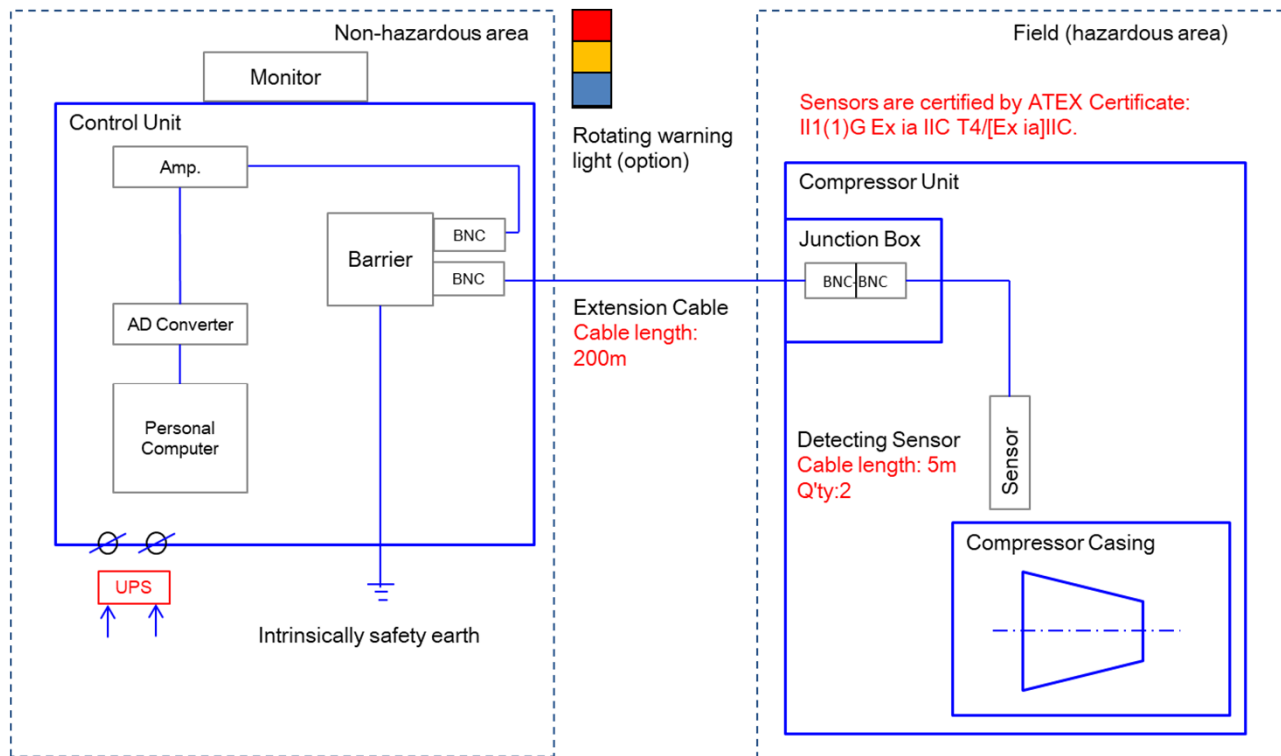 Non-hazardous area
Monitor
Control Unit
Amp.
BNC
Barrier
BNC
AD Converter
Personal
Computer
UPS
Intrinsically safety earth
Rotating warning
light (option)
Extension Cable
Cable length:
200m
Field (hazardous area)
Sensors are certified by ATEX Certificate:
II1(1)G Ex ia IIC T4/[Ex ia]IIC.
Compressor Unit
Junction Box
BNC-BNC
Detecting Sensor
Cable length: 5m
Q'ty:2
Sensor
Compressor Casing